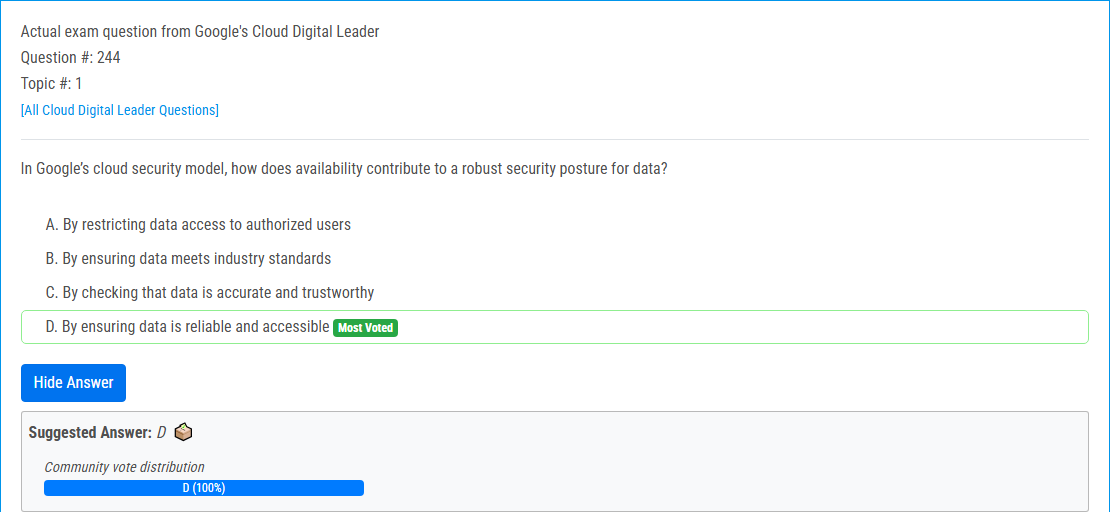 Actual exam question from Google's Cloud Digital Leader
Question #: 244
Topic #: 1
[All Cloud Digital Leader Questions]
In Google’s cloud security model, how does availability contribute to a robust security posture for data?
A. By restricting data access to authorized users
B. By ensuring data meets industry standards
C. By checking that data is accurate and trustworthy
D. By ensuring data is reliable and accessible Most Voted
Hide Answer
Suggested Answer: D
Community vote distribution
D (100%)